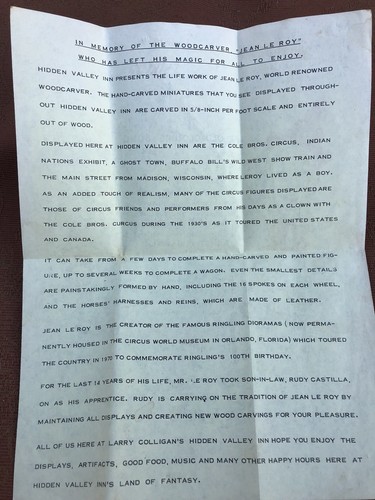 IN MEMORY OF THE WOODCARVER "JEAN LE ROY"
WHO HAS LEFT HIS MAGIC FOR ALL TO ENJOY.
HIDDEN VALLEY INN PRESENTS THE LIFE WORK OF JEAN LE ROY, WORLD RENOWNED
WOODCARVER. THE HAND-CARVED MINIATURES THAT YOU SEE DISPLAYED THROUGH-
OUT HIDDEN VALLEY INN ARE CARVED IN 5/8-INCH PER FOOT SCALE AND ENTIRELY
OUT OF WOOD.
DISPLAYED HERE AT HIDDEN VALLEY INN ARE THE COLE BROS. CIRCUS, INDIAN
NATIONS EXHIBIT, A GHOST TOWN, BUFFALO BILL'S WILD WEST SHOW TRAIN AND
THE MAIN STREET FROM MADISON, WISCONSIN, WHERE LEROY LIVED AS A BOY.
AS AN ADDED TOUCH OF REALISM, MANY OF THE CIRCUS FIGURES DISPLAYED ARE
THOSE OF CIRCUS FRIENDS AND PERFORMERS FROM HIS DAYS AS A CLOWN WITH
THE COLE BROS. CIRCUS DURING THE 1930'S AS IT TOURED THE UNITED STATES
AND CANADA.
IT CAN TAKE FROM A FEW DAYS TO COMPLETE A HAND-CARVED AND PAINTED FIG-
URE, UP TO SEVERAL WEEKS TO COMPLETE A WAGON. EVEN THE SMALLEST DETAILS
ARE PAINSTAKINGLY FORMED BY HAND, INCLUDING THE 16 SPOKES ON EACH WHEEL,
AND THE HORSES' HARNESSES AND REINS, WHICH ARE MADE OF LEATHER.
JEAN LE ROY IS THE CREATOR OF THE FAMOUS RINGLING DIORAMAS (NOW PERMA-
NENTLY HOUSED IN THE CIRCUS WORLD MUSEUM IN ORLANDO, FLORIDA) WHICH TOURED
THE COUNTRY IN 1970 TO COMMEMORATE RINGLING'S 100TH BIRTHDAY.
FOR THE LAST 14 YEARS OF HIS LIFE, MR. LE ROY TOOK SON-IN-LAW, RUDY CASTILLA,
ON AS HIS APPRENTICE. RUDY IS CARRYING ON THE TRADITION OF JEAN LE ROY BY
MAINTAINING ALL DISPLAYS AND CREATING NEW WOOD CARVINGS FOR YOUR PLEASURE.
ALL OF US HERE AT LARRY COLLIGAN'S HIDDEN VALLEY INN HOPE YOU ENJOY THE
DISPLAYS, ARTIFACTS, GOOD FOOD, MUSIC AND MANY OTHER HAPPY HOURS HERE AT
HIDDEN VALLEY INN'S LAND OF FANTASY.